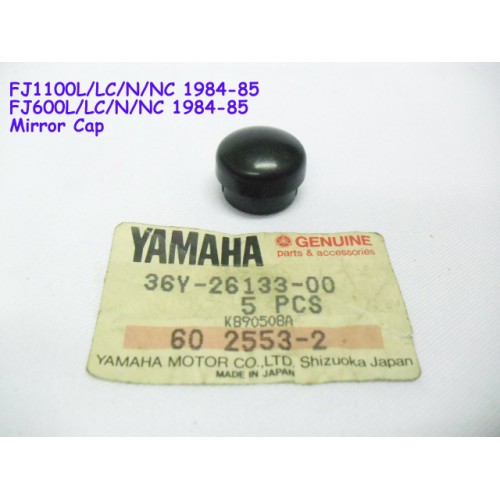 FJ1100L/LC/N/NC 1984-85
FJ600L/LC/N/NC 1984-85
Mirror Cap
YAMAHA GENUINE
parts & accessories
36Y-26133-00
5 PCS
K890508A
60 2553-2
YAMAHA MOTOR CO.,LTD, Shizuoka Japan
MADE IN JAPAN